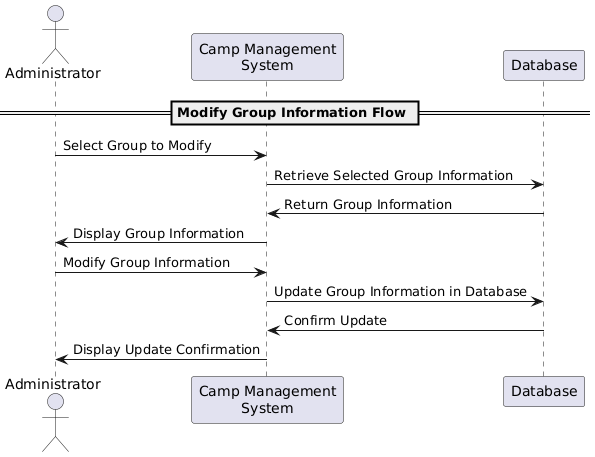 Administrator
Camp Management
System
Database
Modify Group Information Flow
Select Group to Modify
Retrieve Selected Group Information
Return Group Information
Display Group Information
Modify Group Information
Update Group Information in Database
Confirm Update
Display Update Confirmation
Administrator
Camp Management
System
Database